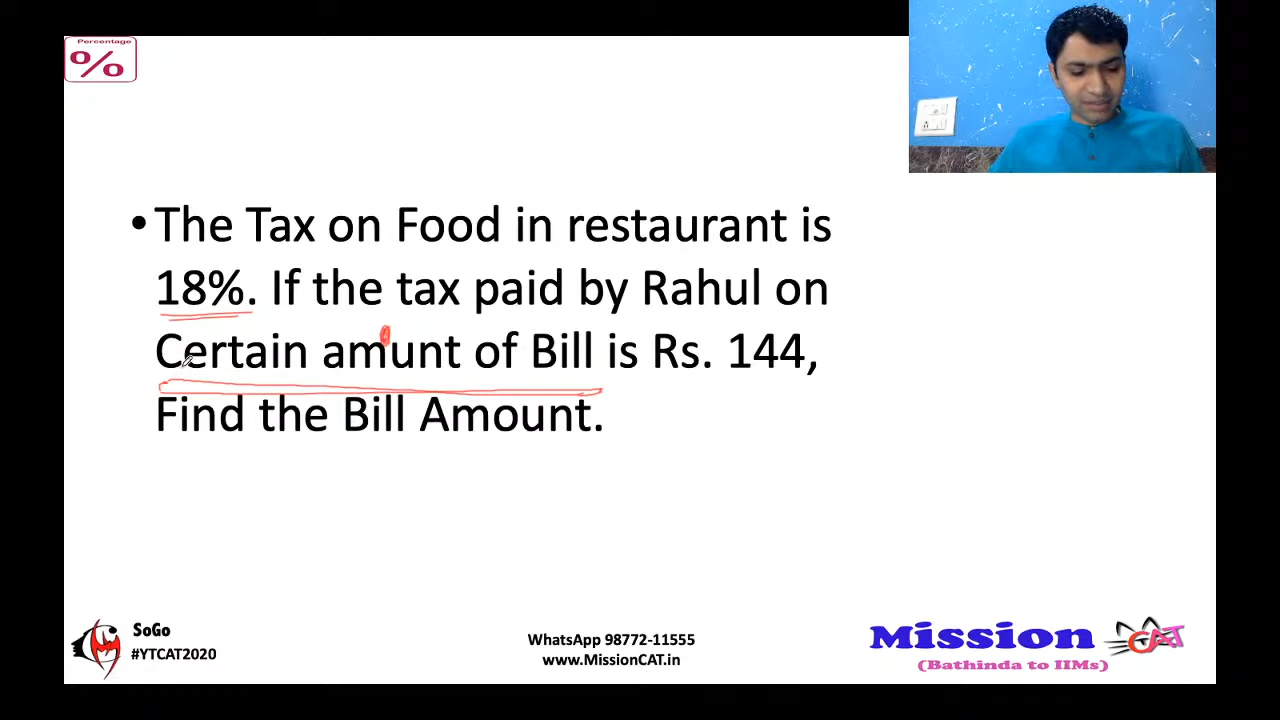 Percentage
%
•The Tax on Food in restaurant is
18%. If the tax paid by Rahul on
Certain amunt of Bill is Rs. 144,
Find the Bill Amount.
SoGo
#YTCAT2020
WhatsApp 98772-11555
www.MissionCAT.in
Mission CAT
(Bathinda to IIMs)